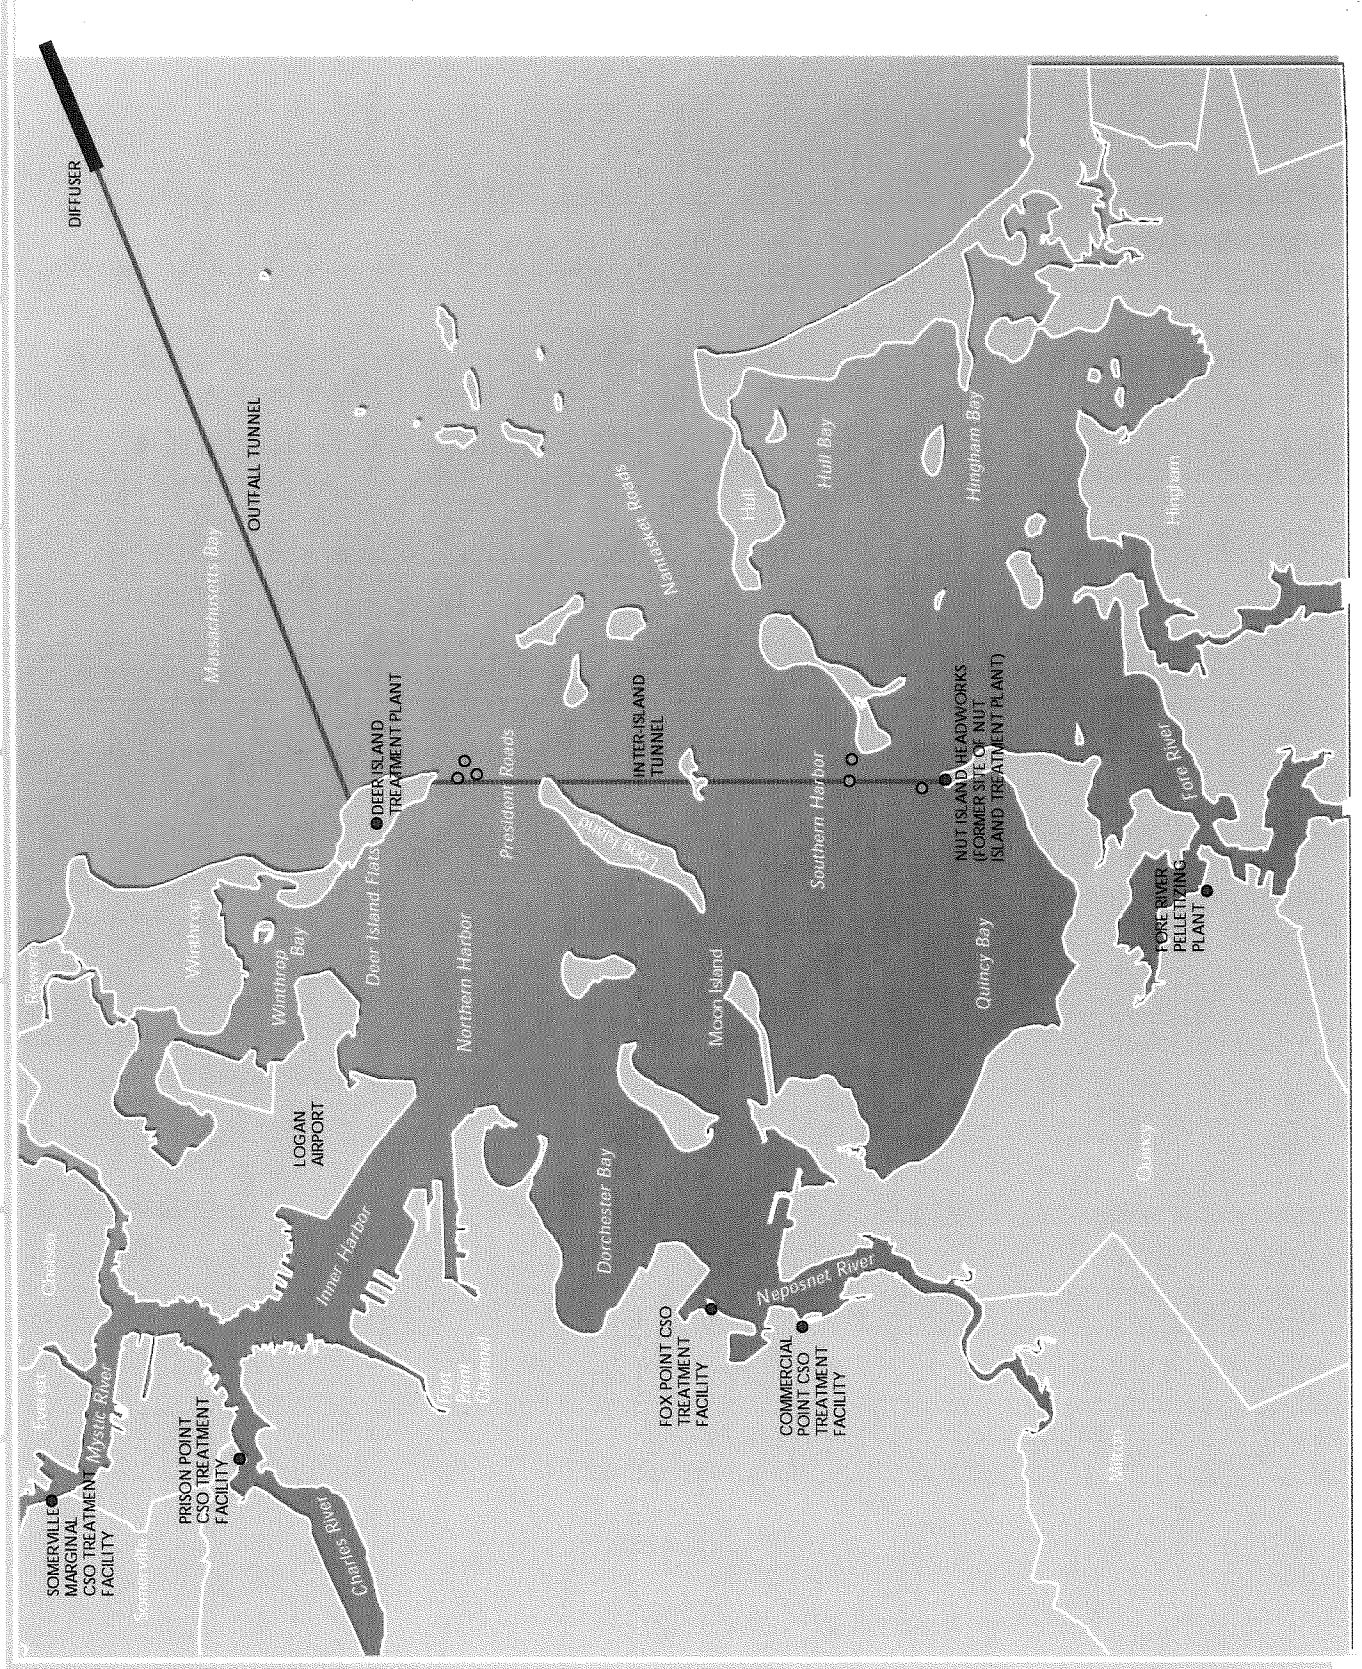 DIFFUSER
OUTFALL TUNNEL
Massachusetts Bay
DEER ISLAND
TREATMENT PLANT
Nantasket Roads
Hull
Hull Bay
Hingham Bay
Hingham
INTER-ISLAND
TUNNEL
President Roads
Long Island
Southern Harbor
NUT ISLAND HEADWORKS
(FORMER SITE OF NUT
ISLAND TREATMENT PLANT)
Fore River
FORE RIVER
PELLETIZING
PLANT
Revere
Winthrop
Winthrop
Bay
Deer Island Flats
Northern Harbor
Moon Island
Quincy Bay
LOGAN
AIRPORT
Chelsea
Inner Harbor
Dorchester Bay
Quincy
Neposnet River
Everett
Mystic River
Fort
Point
Channel
FOX POINT CSO
TREATMENT
FACILITY
COMMERCIAL
POINT CSO
TREATMENT
FACILITY
Milton
PRISON POINT
CSO TREATMENT
FACILITY
SOMERVILLE
MARGINAL
CSO TREATMENT
FACILITY
Somerville
Charles River